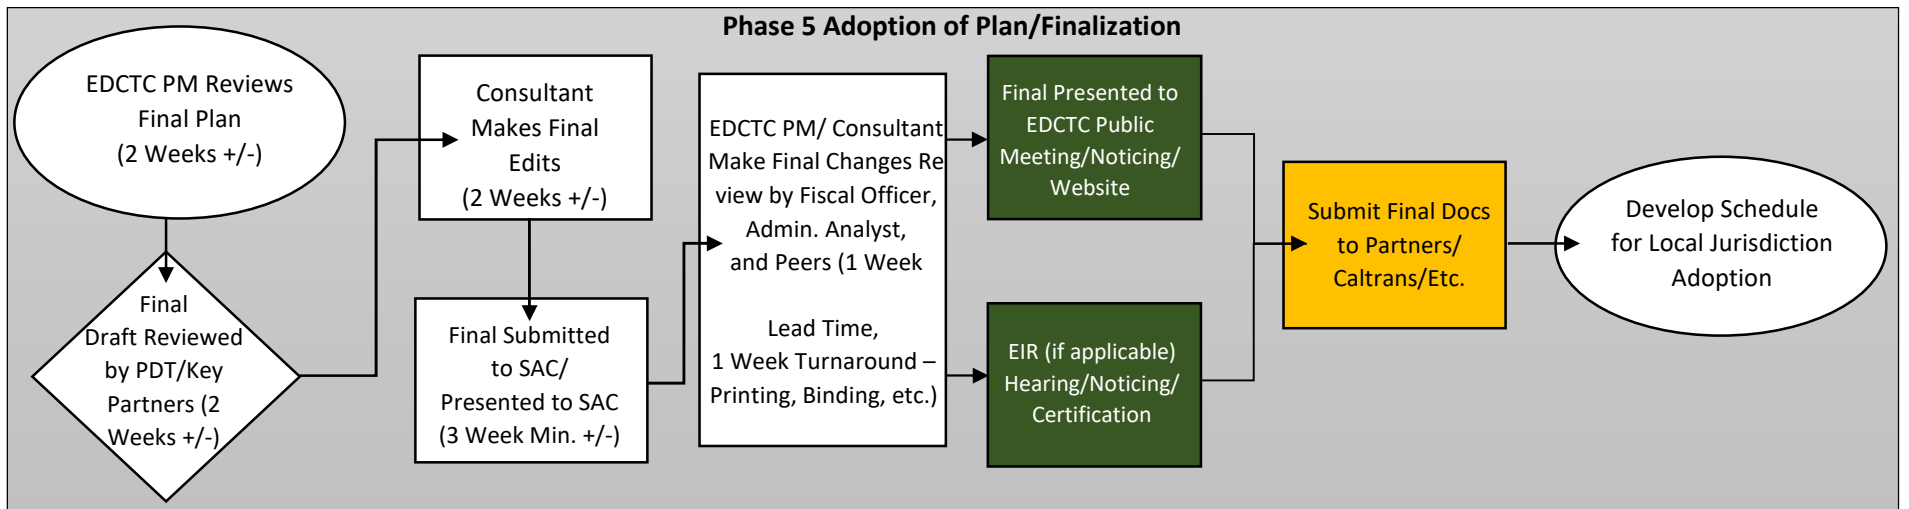 Phase 5 Adoption of Plan/Finalization
EDCTC PM Reviews
Final Plan
(2 Weeks +/-)
Final
Draft Reviewed
by PDT/Key
Partners (2
Weeks +/-)
Consultant
Makes Final
Edits
(2 Weeks +/-)
Final Submitted
to SAC/
Presented to SAC
(3 Week Min. +/-)
EDCTC PM/ Consultant
Make Final Changes Re
view by Fiscal Officer,
Admin. Analyst,
and Peers (1 Week
Lead Time,
1 Week Turnaround –
Printing, Binding, etc.)
Final Presented to
EDCTC Public
Meeting/Noticing/
Website
EIR (if applicable)
Hearing/Noticing/
Certification
Submit Final Docs
to Partners/
Caltrans/Etc.
Develop Schedule
for Local Jurisdiction
Adoption